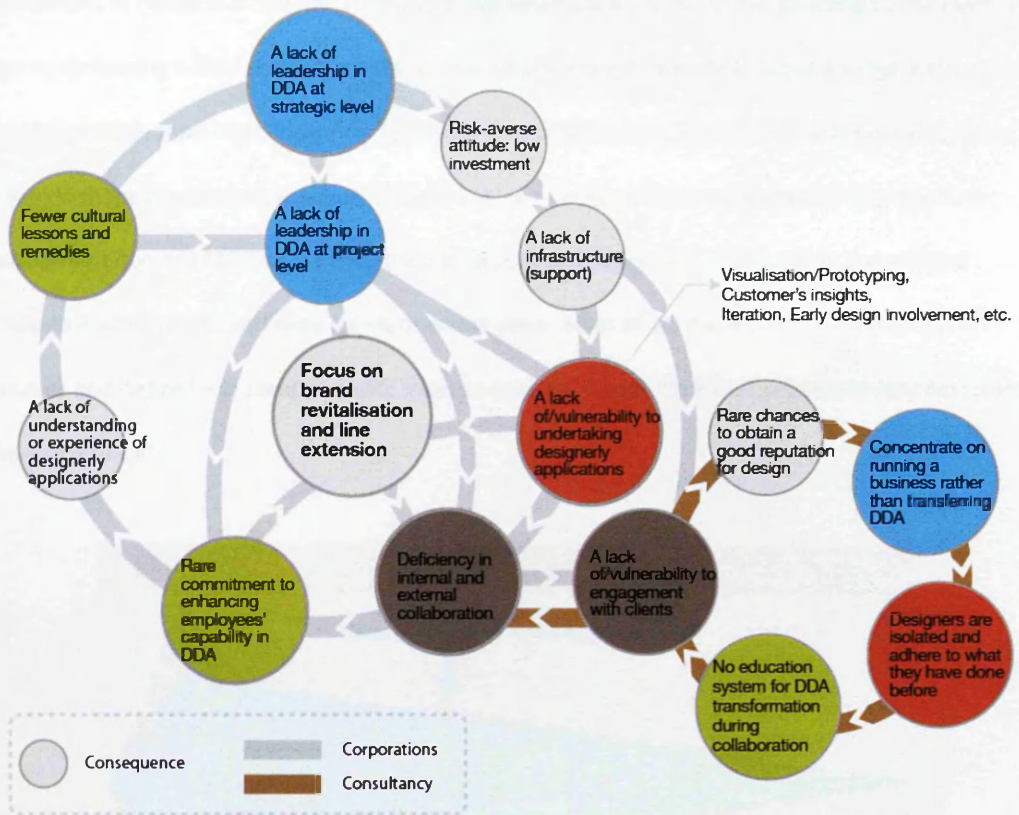 A lack of
leadership in
DDA at
strategic level
Risk-averse
attitude: low
investment
Fewer cultural
lessons and
remedies
A lack of
leadership in
DDA at project
level
A lack of
infrastructure
(support)
Visualisation/Prototyping,
Customer's insights,
Iteration, Early design involvement, etc.
Focus on
brand
revitalisation
and line
extension
A lack
of/vulnerability to
undertaking
designerly
applications
A lack of
understanding
or experience of
designerly
applications
Rare chances
to obtain a
good reputation
for design
Concentrate on
running a
business rather
than transferring
DDA
Rare
commitment to
enhancing
employees'
capability in
DDA
Deficiency in
internal and
external
collaboration
A lack
of/vulnerability to
engagement
with clients
Designers are
isolated and
adhere to what
they have done
before
No education
system for DDA
transformation
during
collaboration
Consequence
Corporations
Consultancy